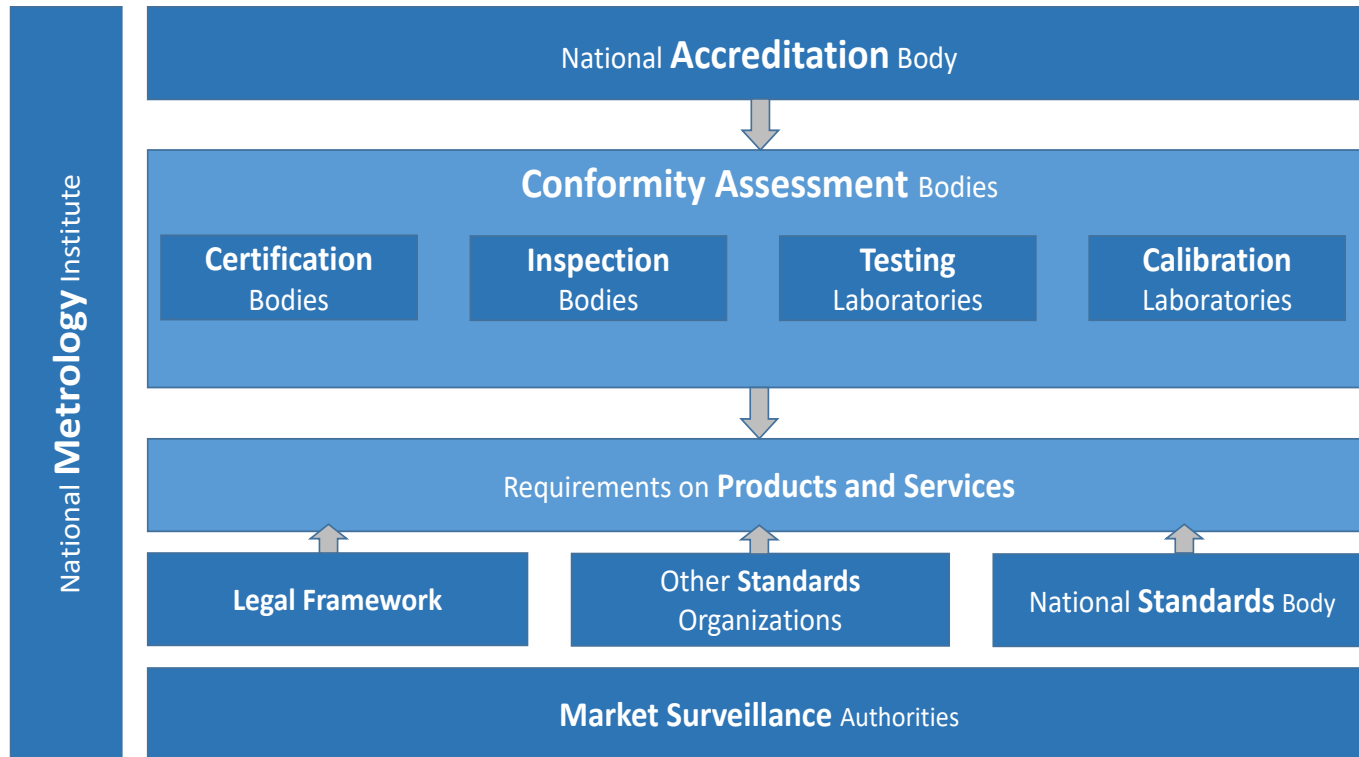 National Metrology Institute
National Accreditation Body
Conformity Assessment Bodies
Certification
Bodies
Inspection
Bodies
Testing
Laboratories
Calibration
Laboratories
Requirements on Products and Services
Legal Framework
Other Standards
Organizations
National Standards Body
Market Surveillance Authorities